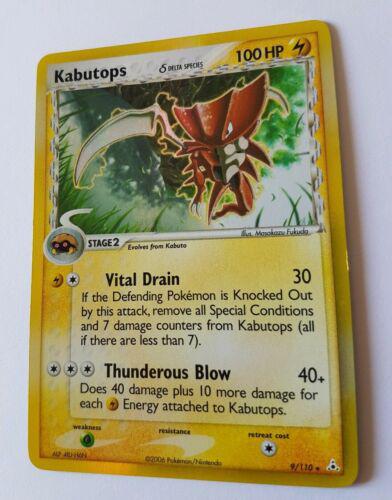 Kabutops δ DELTA SPECIES 100 HP
Illus. Masakazu Fukuda
STAGE 2 Evolves from Kabuto
Vital Drain 30
If the Defending Pokémon is Knocked Out
by this attack, remove all Special Conditions
and 7 damage counters from Kabutops (all
if there are less than 7).
Thunderous Blow 40+
Does 40 damage plus 10 more damage for
each Energy attached to Kabutops.
weakness resistance retreat cost
©2006 Pokémon/Nintendo 9/110